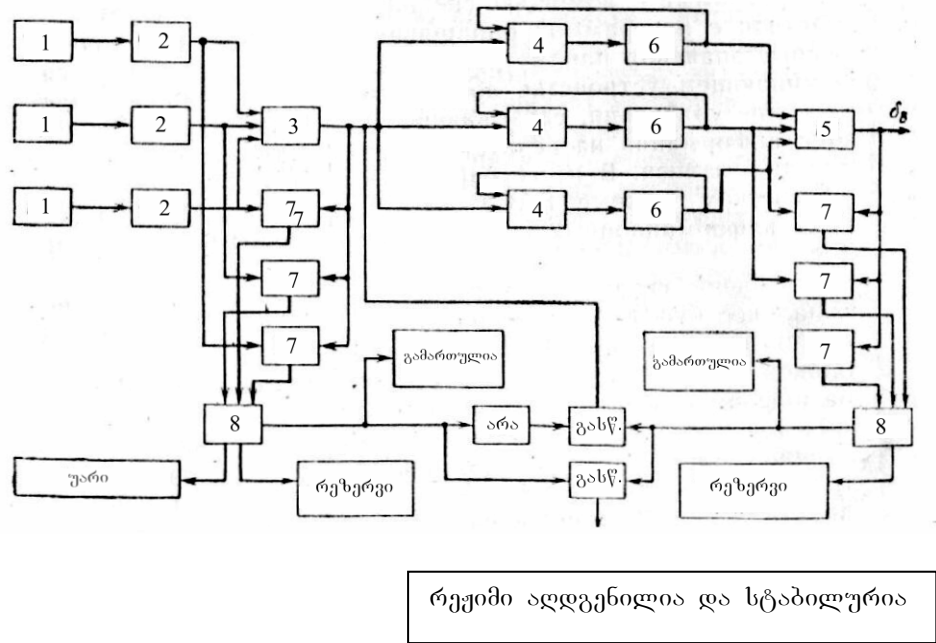 1 2 4 6
1 2 3 4 6 5 δв
1 2 7 7 4 6 7
7 7
7 7
გამართულია გამართულია
8 არა გასწ. 8
უარი რეზერვი გასწ. რეზერვი
რეჟიმი აღდგენილია და სტაბილურია